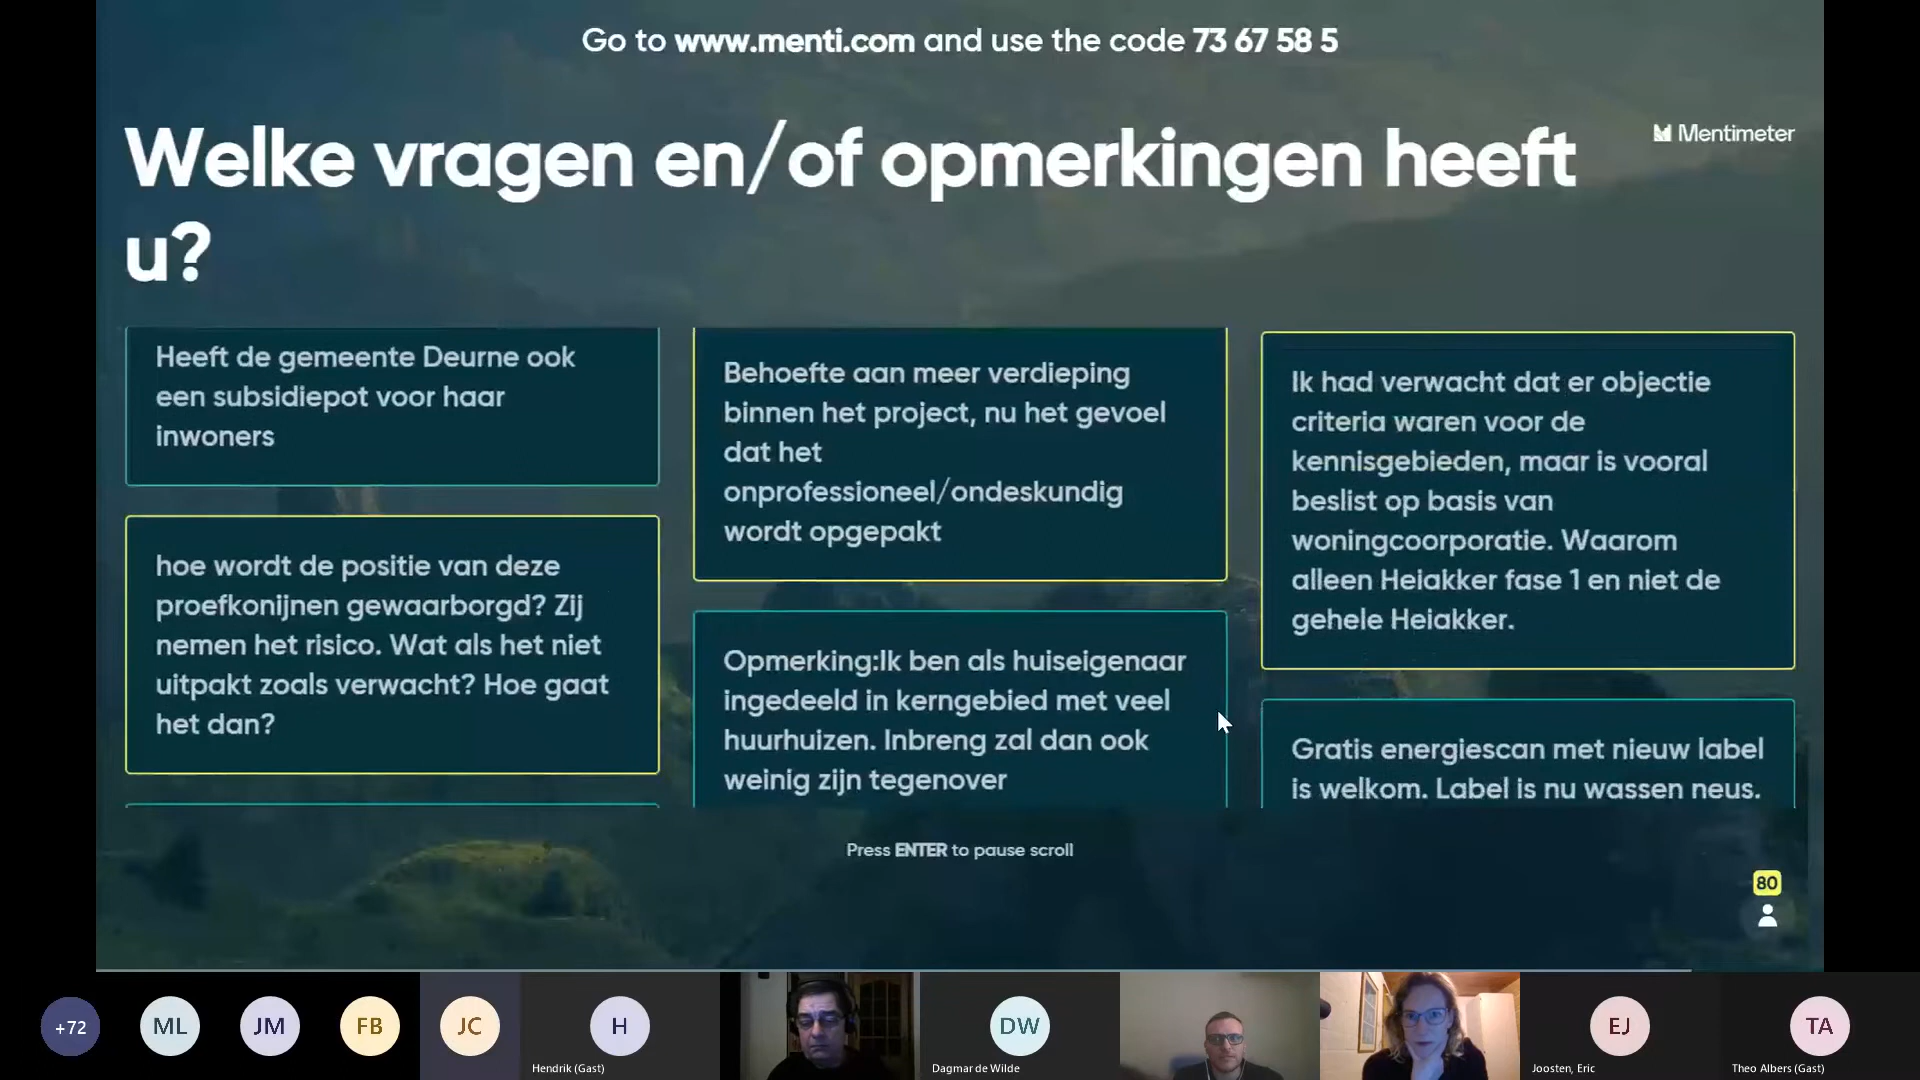 Go to www.menti.com and use the code 73 67 58 5
Welke vragen en/of opmerkingen heeft
u?
Mentimeter
Heeft de gemeente Deurne ook
een subsidiepot voor haar
inwoners
hoe wordt de positie van deze
proefkonijnen gewaarborgd? Zij
nemen het risico. Wat als het niet
uitpakt zoals verwacht? Hoe gaat
het dan?
Behoefte aan meer verdieping
binnen het project, nu het gevoel
dat het
onprofessioneel/ondeskundig
wordt opgepakt
Opmerking:Ik ben als huiseigenaar
ingedeeld in kerngebied met veel
huurhuizen. Inbreng zal dan ook
weinig zijn tegenover
Ik had verwacht dat er objectie
criteria waren voor de
kennisgebieden, maar is vooral
beslist op basis van
woningcoorporatie. Waarom
alleen Heiakker fase 1 en niet de
gehele Heiakker.
Gratis energiescan met nieuw label
is welkom. Label is nu wassen neus.
Press ENTER to pause scroll
80
+72
ML
JM
FB
JC
H
Hendrik (Gast)
DW
Dagmar de Wilde
EJ
Joosten, Eric
TA
Theo Albers (Gast)